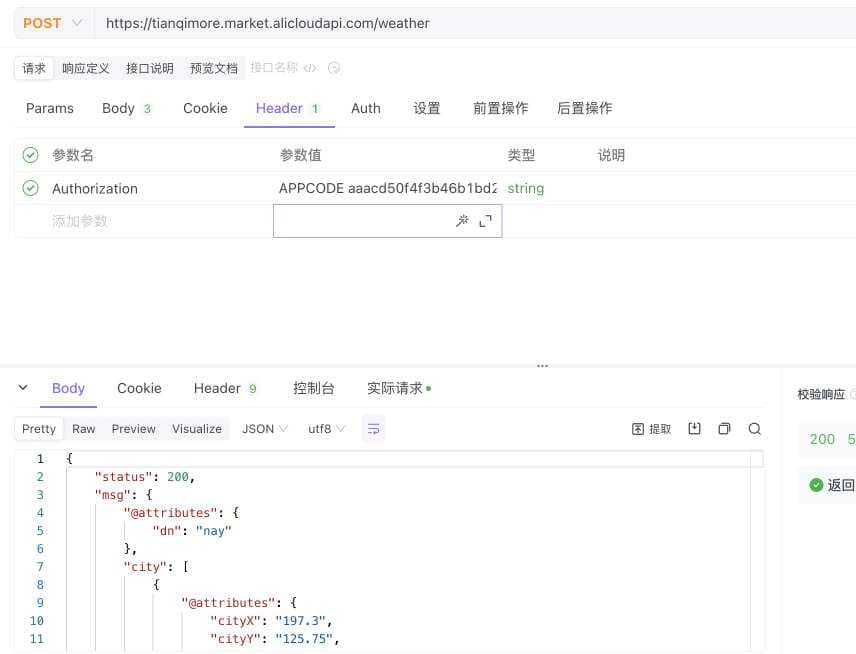 POST https://tianqimore.market.alicloudapi.com/weather
请求 响应定义 接口说明 预览文档 接口名称
Params Body 3 Cookie Header 1 Auth 设置 前置操作 后置操作
参数名 参数值 类型 说明
Authorization APPCODE aaacd50f4f3b46b1bd2 string
添加参数
Body Cookie Header 9 控制台 实际请求
校验响应
Pretty Raw Preview Visualize JSON utf8 提取
200 5
返回
1 {
2 "status": 200,
3 "msg": {
4 "@attributes": {
5 "dn": "nay"
6 },
7 "city": [
8 {
9 "@attributes": {
10 "cityX": "197.3",
11 "cityY": "125.75",